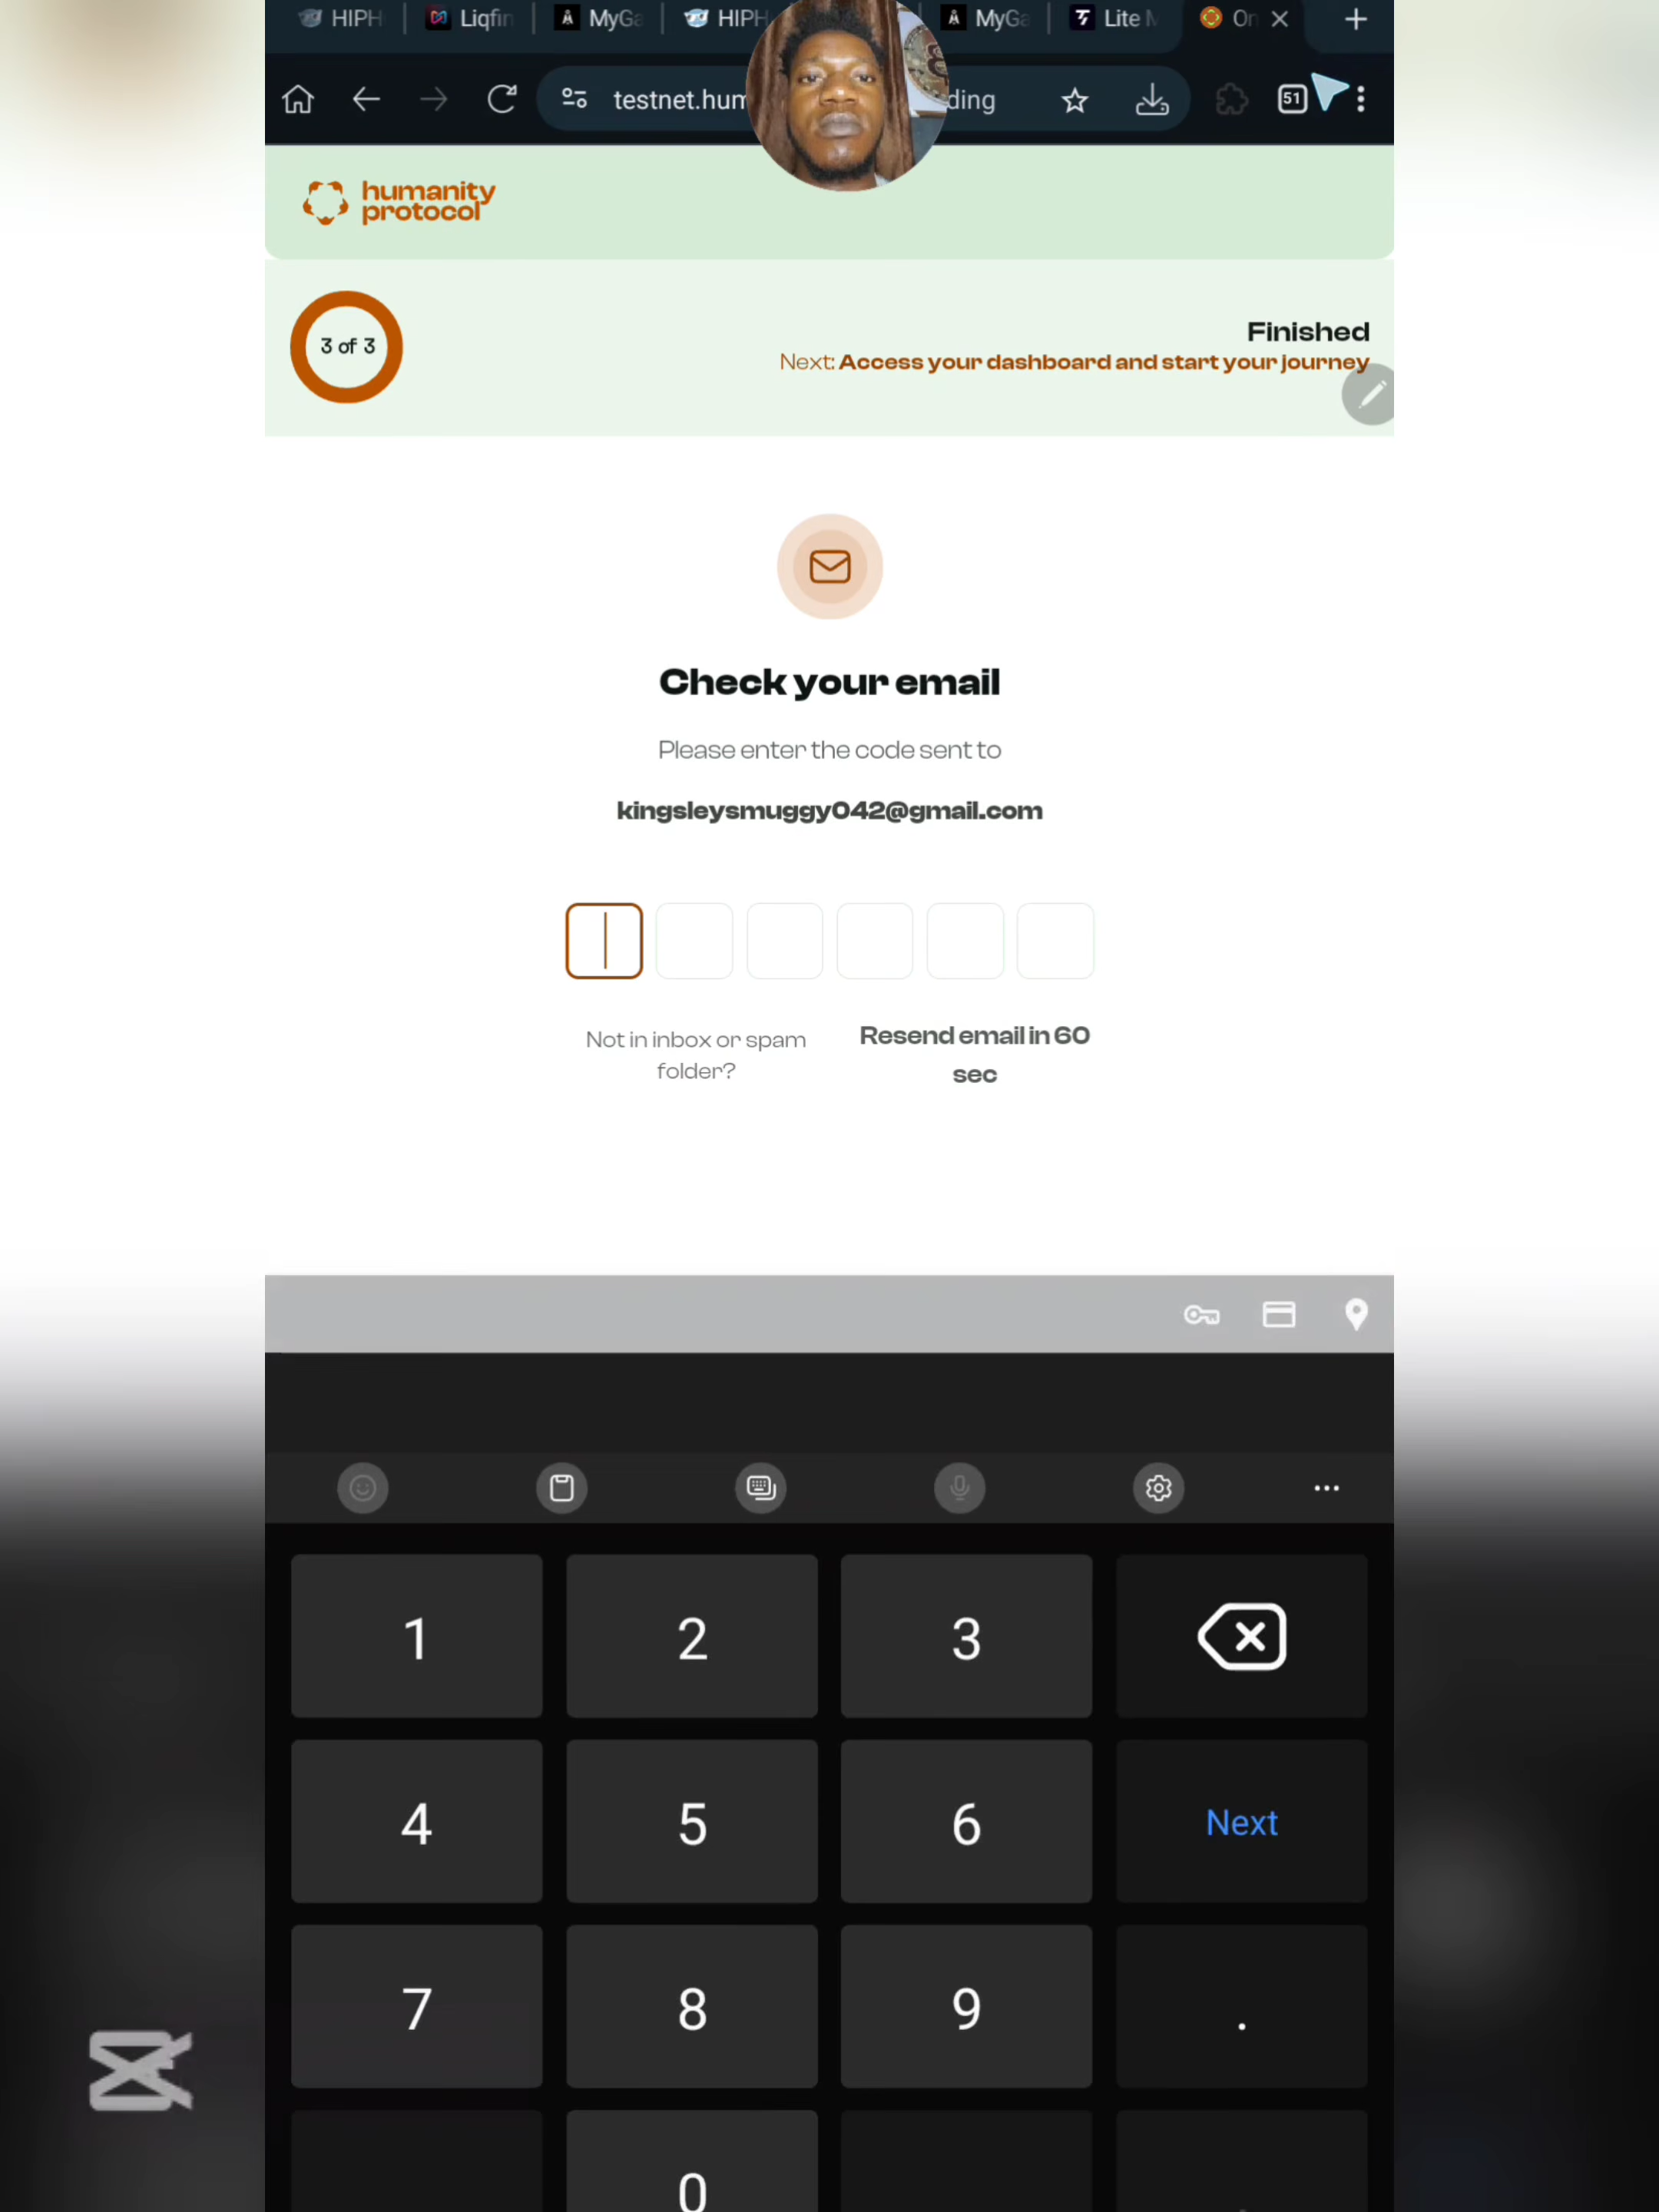 HIPH Liqfin MyGa HIPH MyGa Lite M On
testnet.hum ding 51
humanity
protocol
3 of 3
Finished
Next: Access your dashboard and start your journey
Check your email
Please enter the code sent to
kingsleysmuggy042@gmail.com
Not in inbox or spam
folder?
Resend email in 60
sec
1 2 3
4 5 6 Next
7 8 9 .
0